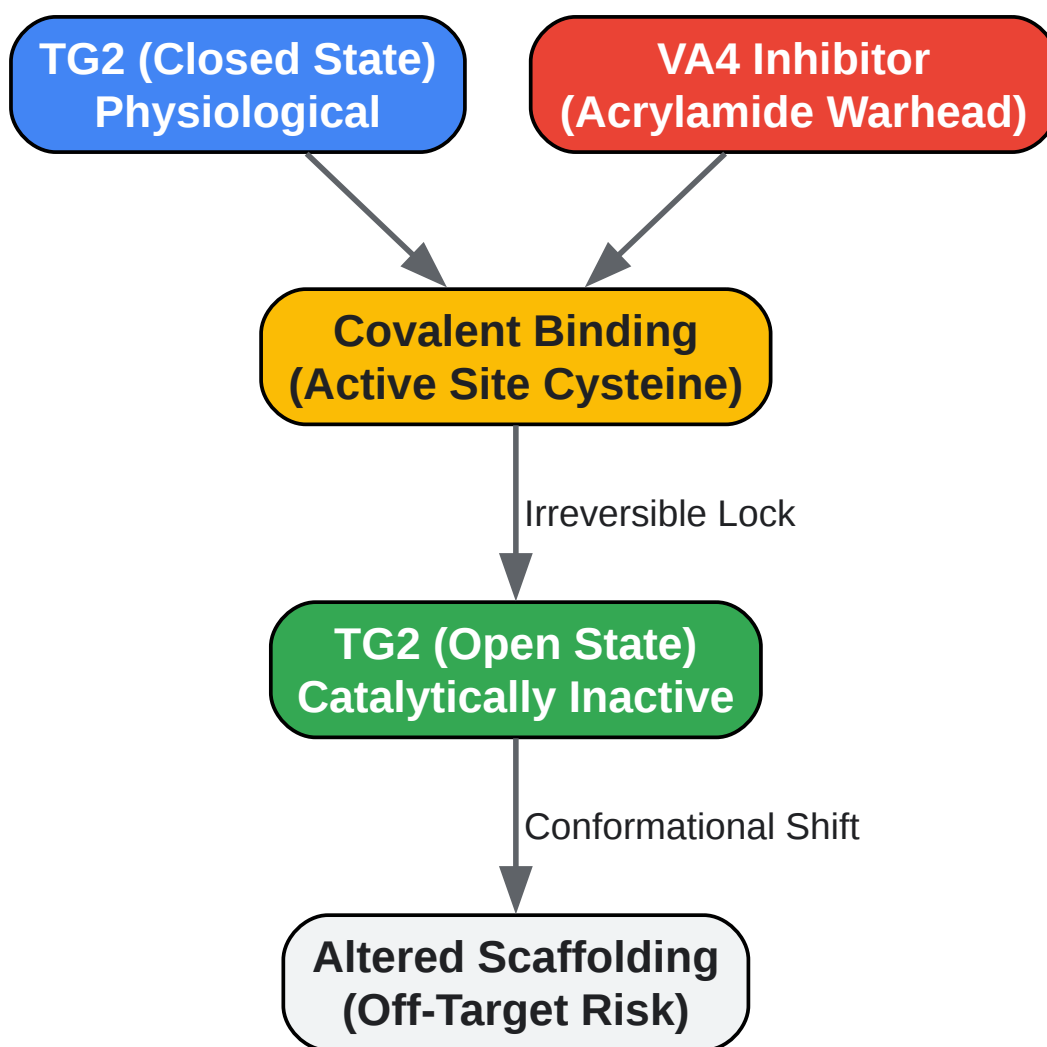 TG2 (Closed State)
Physiological
VA4 Inhibitor
(Acrylamide Warhead)
Covalent Binding
(Active Site Cysteine)
Irreversible Lock
TG2 (Open State)
Catalytically Inactive
Conformational Shift
Altered Scaffolding
(Off-Target Risk)